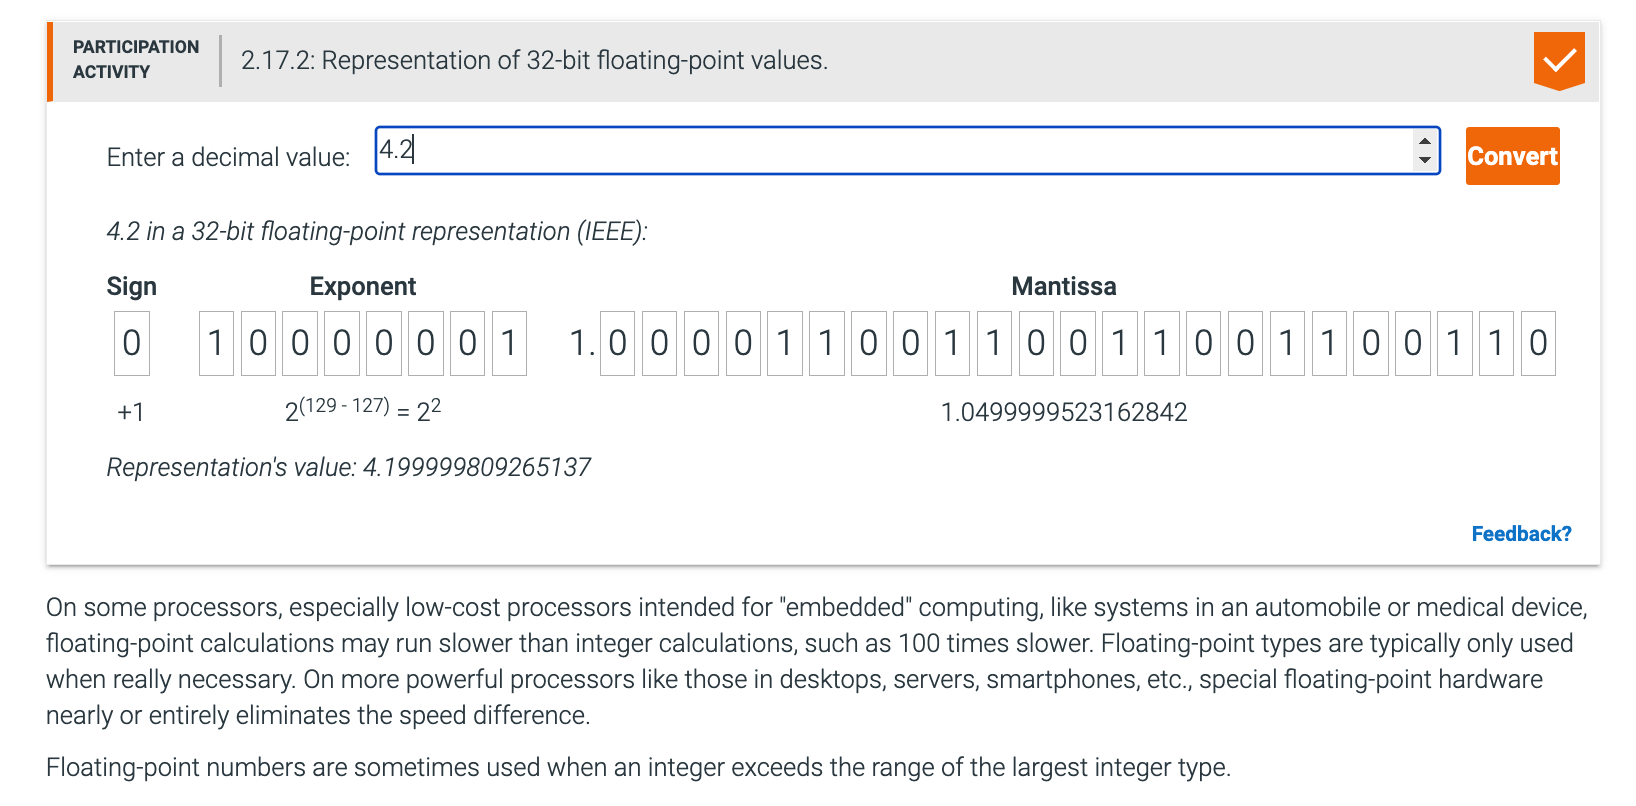 PARTICIPATION
ACTIVITY
2.17.2: Representation of 32-bit floating-point values.
Enter a decimal value: 4.2 Convert
4.2 in a 32-bit floating-point representation (IEEE):
Sign Exponent Mantissa
0 1 0 0 0 0 0 0 1 1. 0 0 0 0 1 1 0 0 1 1 0 0 1 1 0 0 1 1 0 0 1 1 0
+1 2(129 - 127) = 22 1.0499999523162842
Representation's value: 4.199999809265137
Feedback?
On some processors, especially low-cost processors intended for "embedded" computing, like systems in an automobile or medical device,
floating-point calculations may run slower than integer calculations, such as 100 times slower. Floating-point types are typically only used
when really necessary. On more powerful processors like those in desktops, servers, smartphones, etc., special floating-point hardware
nearly or entirely eliminates the speed difference.
Floating-point numbers are sometimes used when an integer exceeds the range of the largest integer type.